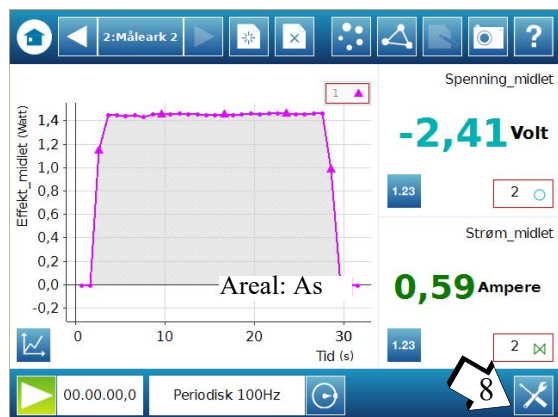 2:Måleark 2
?
Spenning_midlet
-2,41 Volt
1.23
2
Strøm_midlet
0,59 Ampere
1.23
2
1
Effekt_midlet (Watt)
1,4
1,2
1,0
0,8
0,6
0,4
0,2
0,0
-0,2
Areal: As
0
10
20
30
Tid (s)
00.00.00,0
Periodisk 100Hz
8